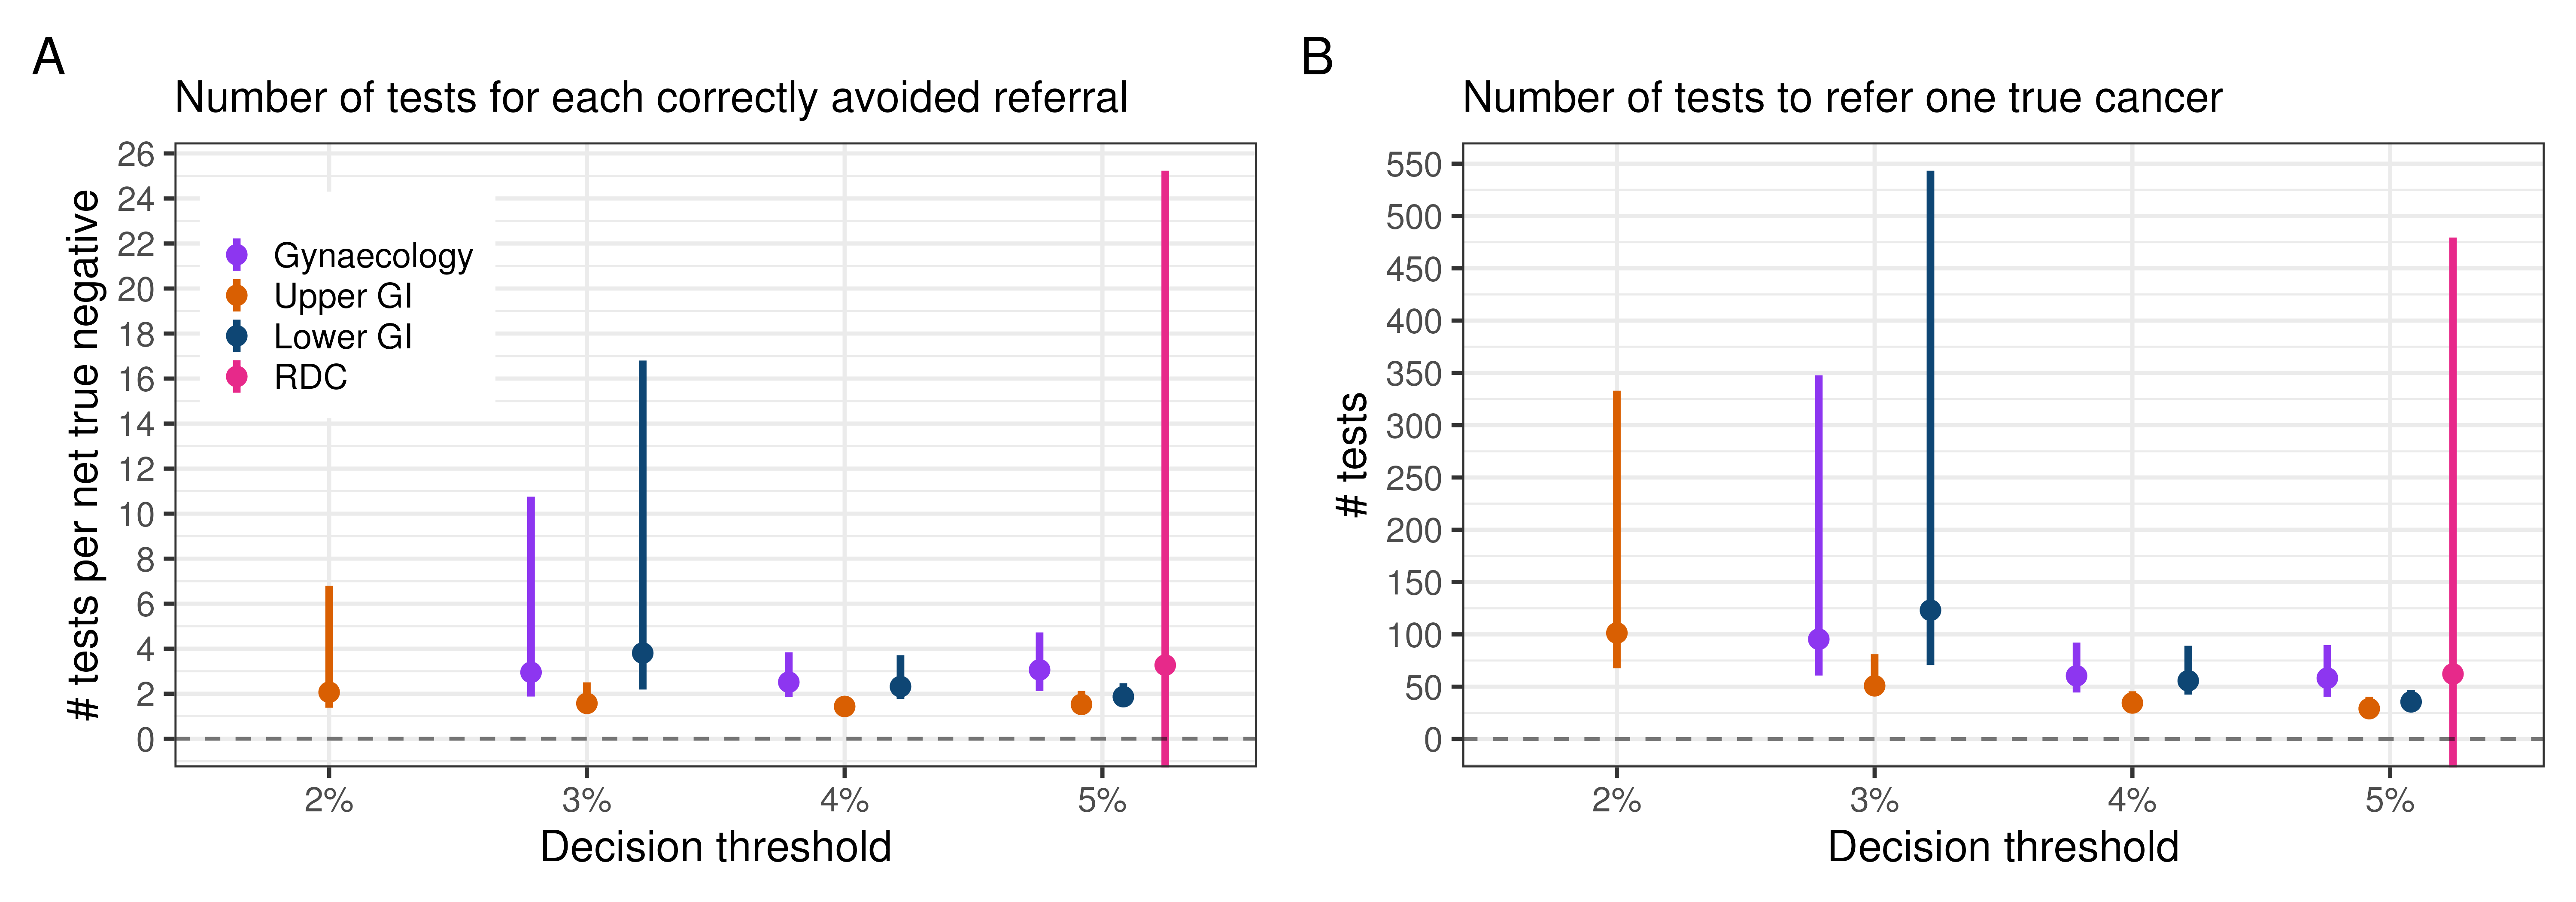 A
Number of tests for each correctly avoided referral
# tests per net true negative
26
24
22
20
18
16
14
12
10
8
6
4
2
0
Gynaecology
Upper GI
Lower GI
RDC
2% 3% 4% 5%
Decision threshold
B
Number of tests to refer one true cancer
# tests
550
500
450
400
350
300
250
200
150
100
50
0
2% 3% 4% 5%
Decision threshold